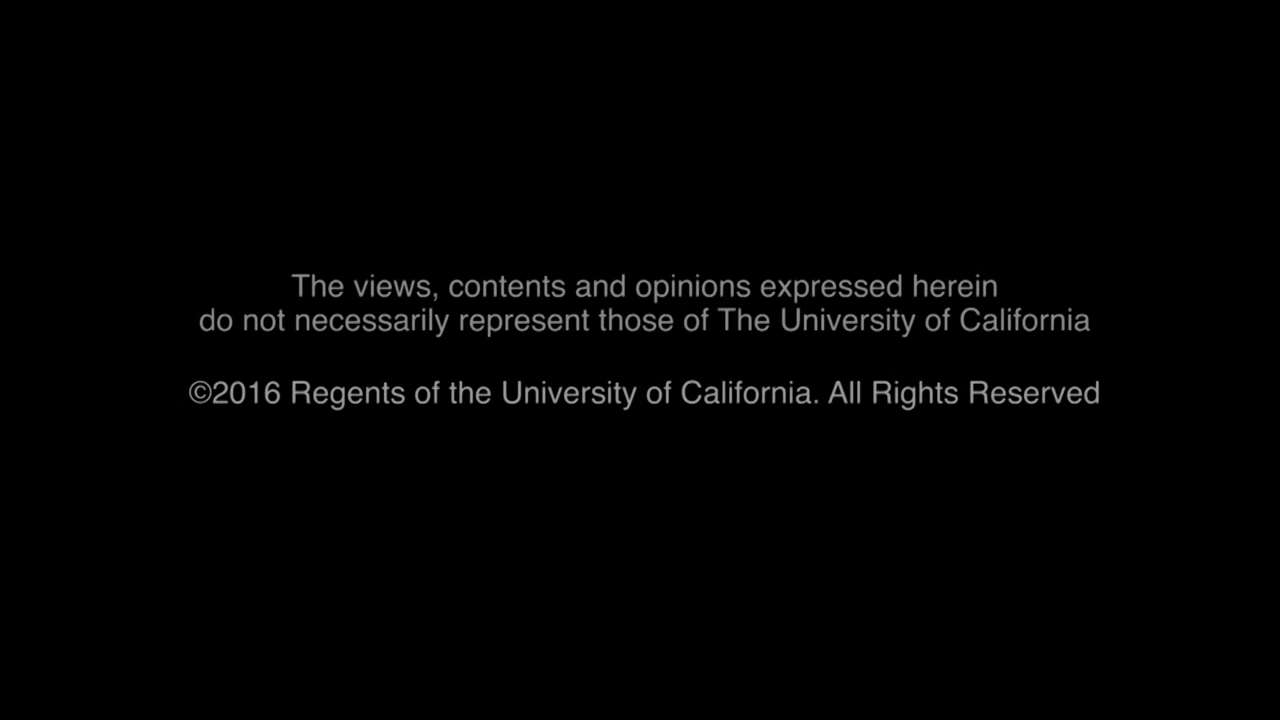 The views, contents and opinions expressed herein
do not necessarily represent those of The University of California
©2016 Regents of the University of California. All Rights Reserved